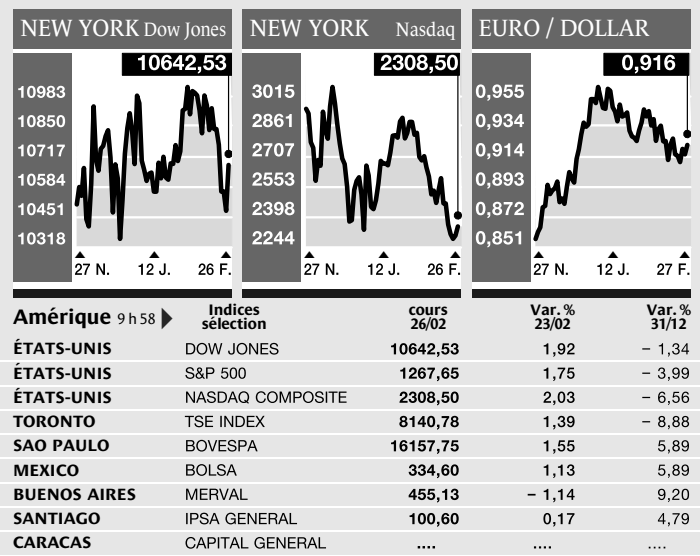 NEW YORK Dow Jones
10642,53
10983
10850
10717
10584
10451
10318
27 N. 12 J. 26 F.
NEW YORK Nasdaq
2308,50
3015
2861
2707
2553
2398
2244
27 N. 12 J. 26 F.
EURO / DOLLAR
0,916
0,955
0,934
0,914
0,893
0,872
0,851
27 N. 12 J. 27 F.
Amérique 9 h 58 Indices sélection cours 26/02 Var. % 23/02 Var. % 31/12
ÉTATS-UNIS DOW JONES 10642,53 1,92 – 1,34
ÉTATS-UNIS S&P 500 1267,65 1,75 – 3,99
ÉTATS-UNIS NASDAQ COMPOSITE 2308,50 2,03 – 6,56
TORONTO TSE INDEX 8140,78 1,39 – 8,88
SAO PAULO BOVESPA 16157,75 1,55 5,89
MEXICO BOLSA 334,60 1,13 5,89
BUENOS AIRES MERVAL 455,13 – 1,14 9,20
SANTIAGO IPSA GENERAL 100,60 0,17 4,79
CARACAS CAPITAL GENERAL .... .... ....